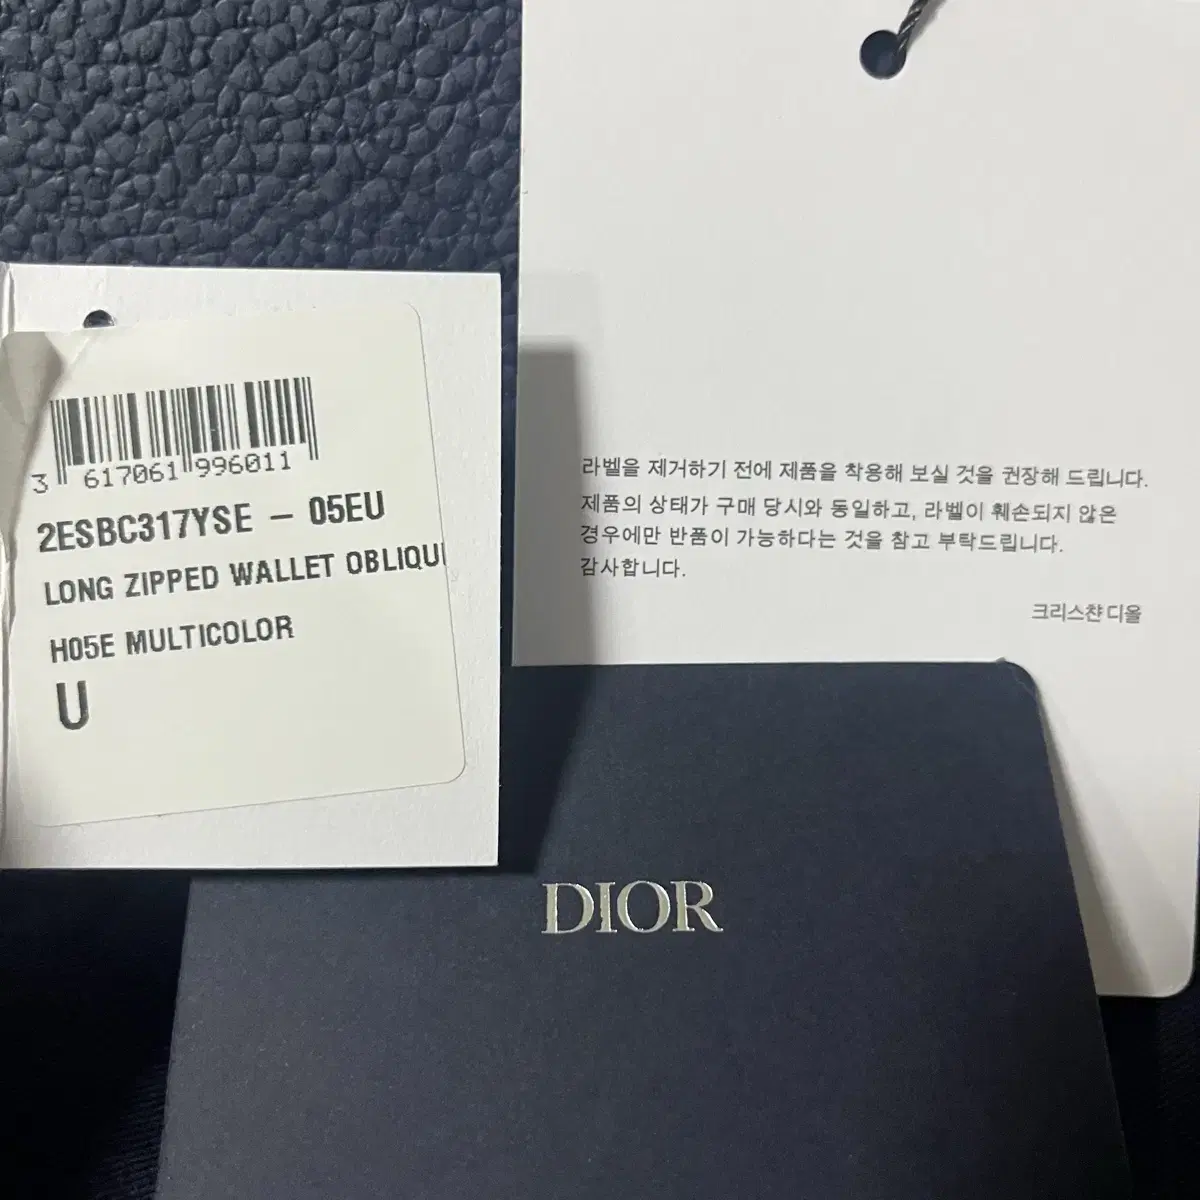 3 617061 996011
2ESBC317YSE - 05EU
LONG ZIPPED WALLET OBLIQU
H05E MULTICOLOR
U
라벨을 제거하기 전에 제품을 착용해 보실 것을 권장해 드립니다.
제품의 상태가 구매 당시와 동일하고, 라벨이 훼손되지 않은
경우에만 반품이 가능하다는 것을 참고 부탁드립니다.
감사합니다.
크리스챤 디올
DIOR